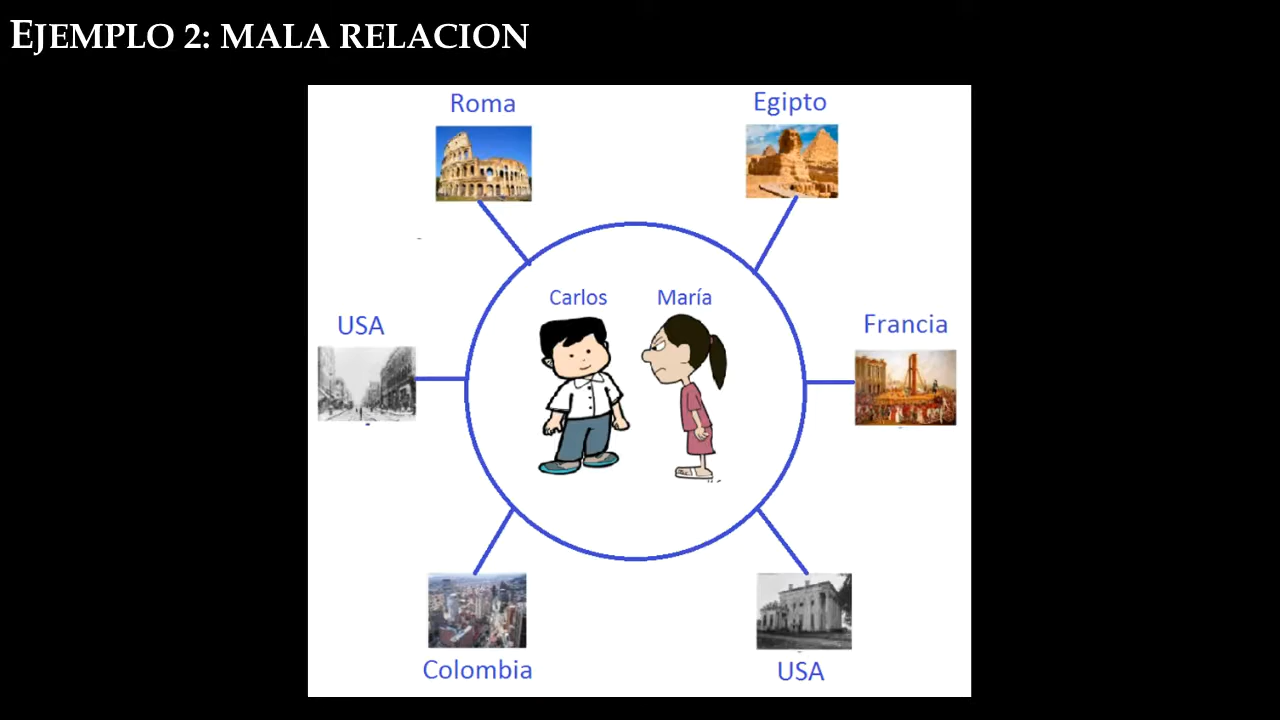 EJEMPLO 2: MALA RELACION
Roma
Egipto
Carlos
María
USA
Francia
Colombia
USA